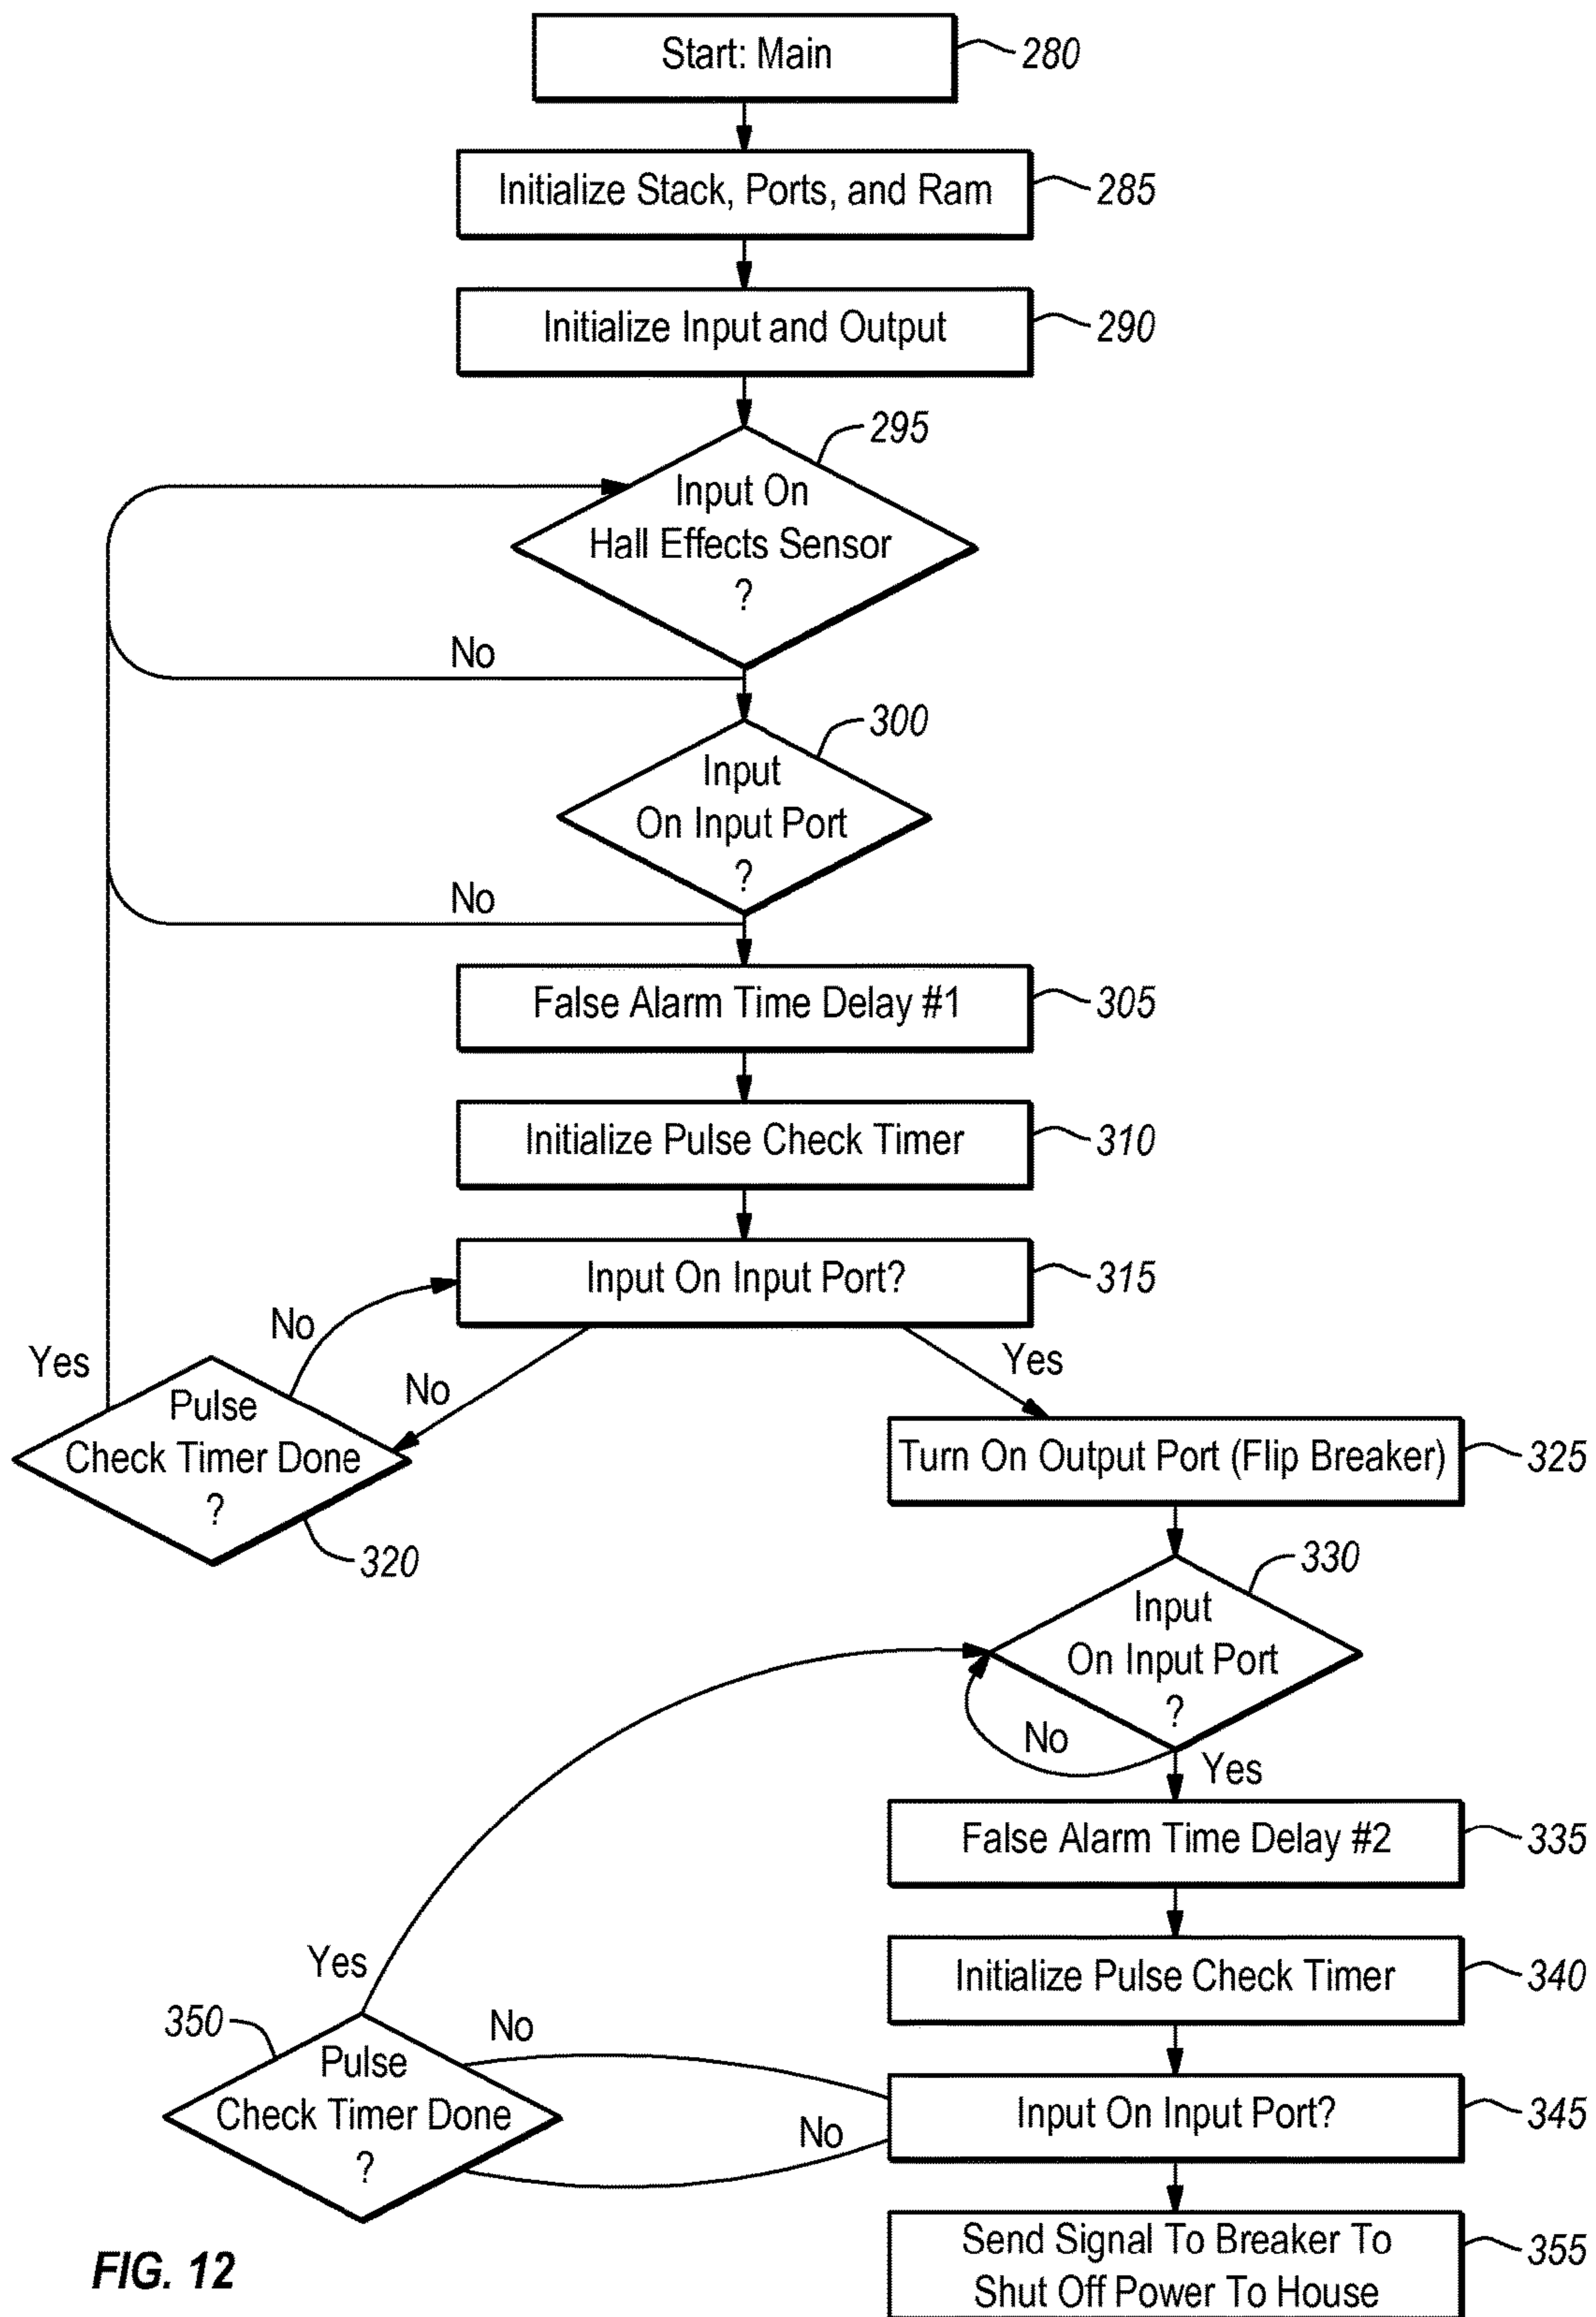 Start: Main
280
Initialize Stack, Ports, and Ram
285
Initialize Input and Output
290
295
Input On
Hall Effects Sensor
?
No
300
Input
On Input Port
?
No
False Alarm Time Delay #1
305
Initialize Pulse Check Timer
310
Input On Input Port?
315
No
Yes
No
Yes
Pulse
Check Timer Done
?
320
Turn On Output Port (Flip Breaker)
325
330
Input
On Input Port
?
No
Yes
False Alarm Time Delay #2
335
Yes
Initialize Pulse Check Timer
340
350
No
Pulse
Check Timer Done
?
No
Input On Input Port?
345
Send Signal To Breaker To
Shut Off Power To House
355
FIG. 12